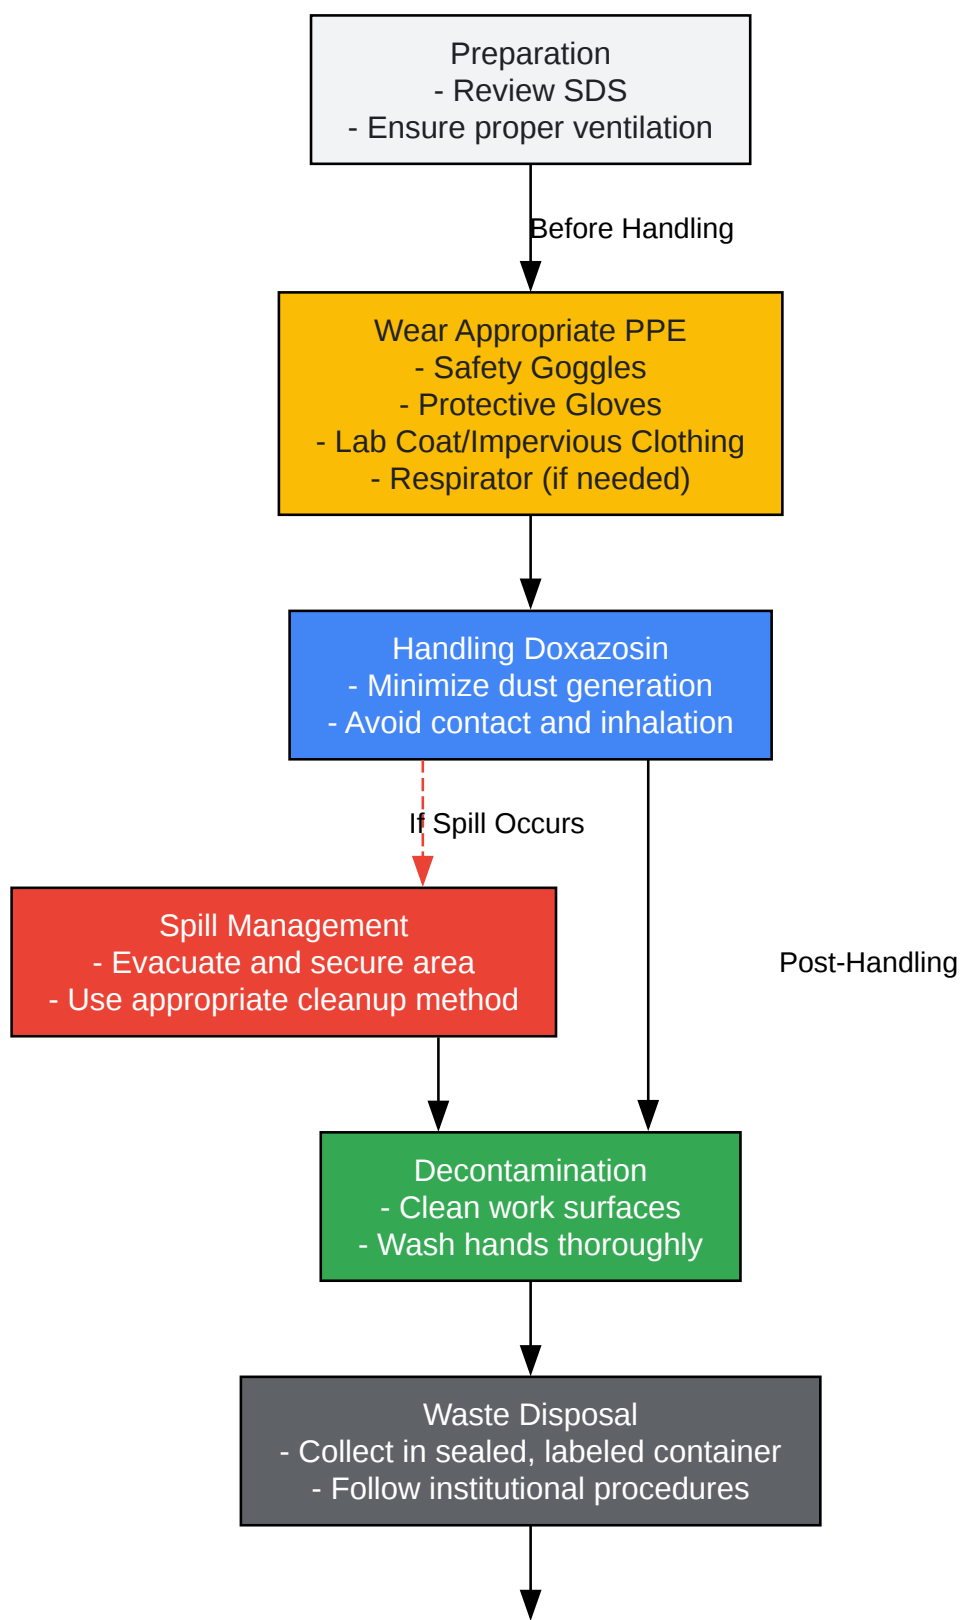 Preparation
- Review SDS
- Ensure proper ventilation
Before Handling
Wear Appropriate PPE
- Safety Goggles
- Protective Gloves
- Lab Coat/Impervious Clothing
- Respirator (if needed)
Handling Doxazosin
- Minimize dust generation
- Avoid contact and inhalation
If Spill Occurs
Spill Management
- Evacuate and secure area
- Use appropriate cleanup method
Post-Handling
Decontamination
- Clean work surfaces
- Wash hands thoroughly
Waste Disposal
- Collect in sealed, labeled container
- Follow institutional procedures